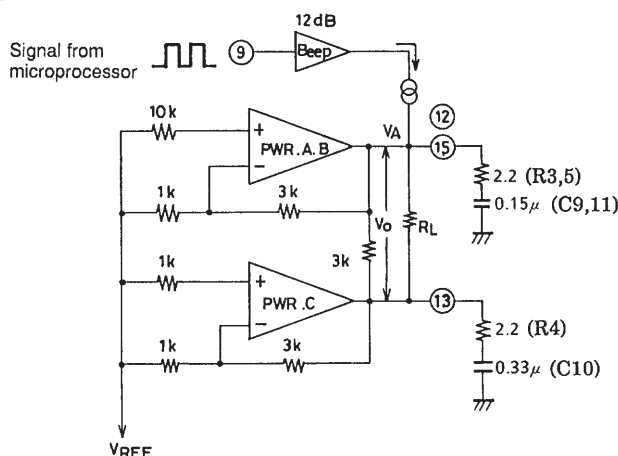 12dB
Signal from
microprocessor
9
Beep
10k
+
PWR.A.B
−
VA
12
15
2.2 (R3,5)
0.15μ (C9,11)
1k
3k
Vo
RL
3k
1k
+
PWR.C
−
13
2.2 (R4)
0.33μ (C10)
1k
3k
VREF